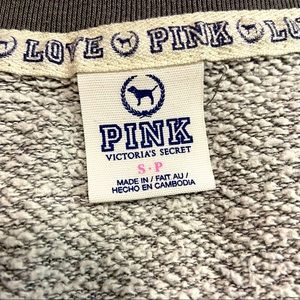 LOVE PINK LO
PINK
VICTORIA'S SECRET
S · P
MADE IN / FAIT AU /
HECHO EN CAMBODIA